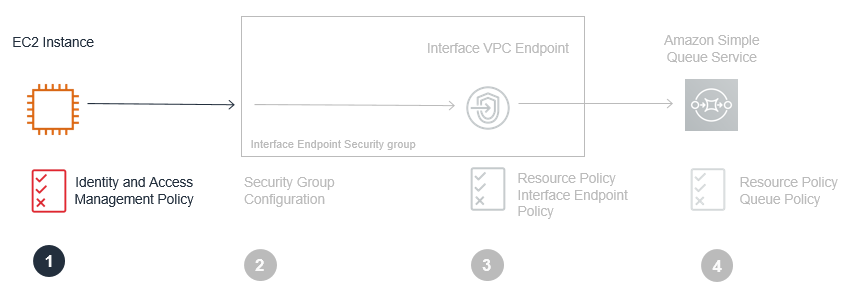 EC2 Instance
Interface VPC Endpoint
Amazon Simple
Queue Service
Interface Endpoint Security group
Identity and Access
Management Policy
Security Group
Configuration
Resource Policy
Interface Endpoint
Policy
Resource Policy
Queue Policy
1
2
3
4